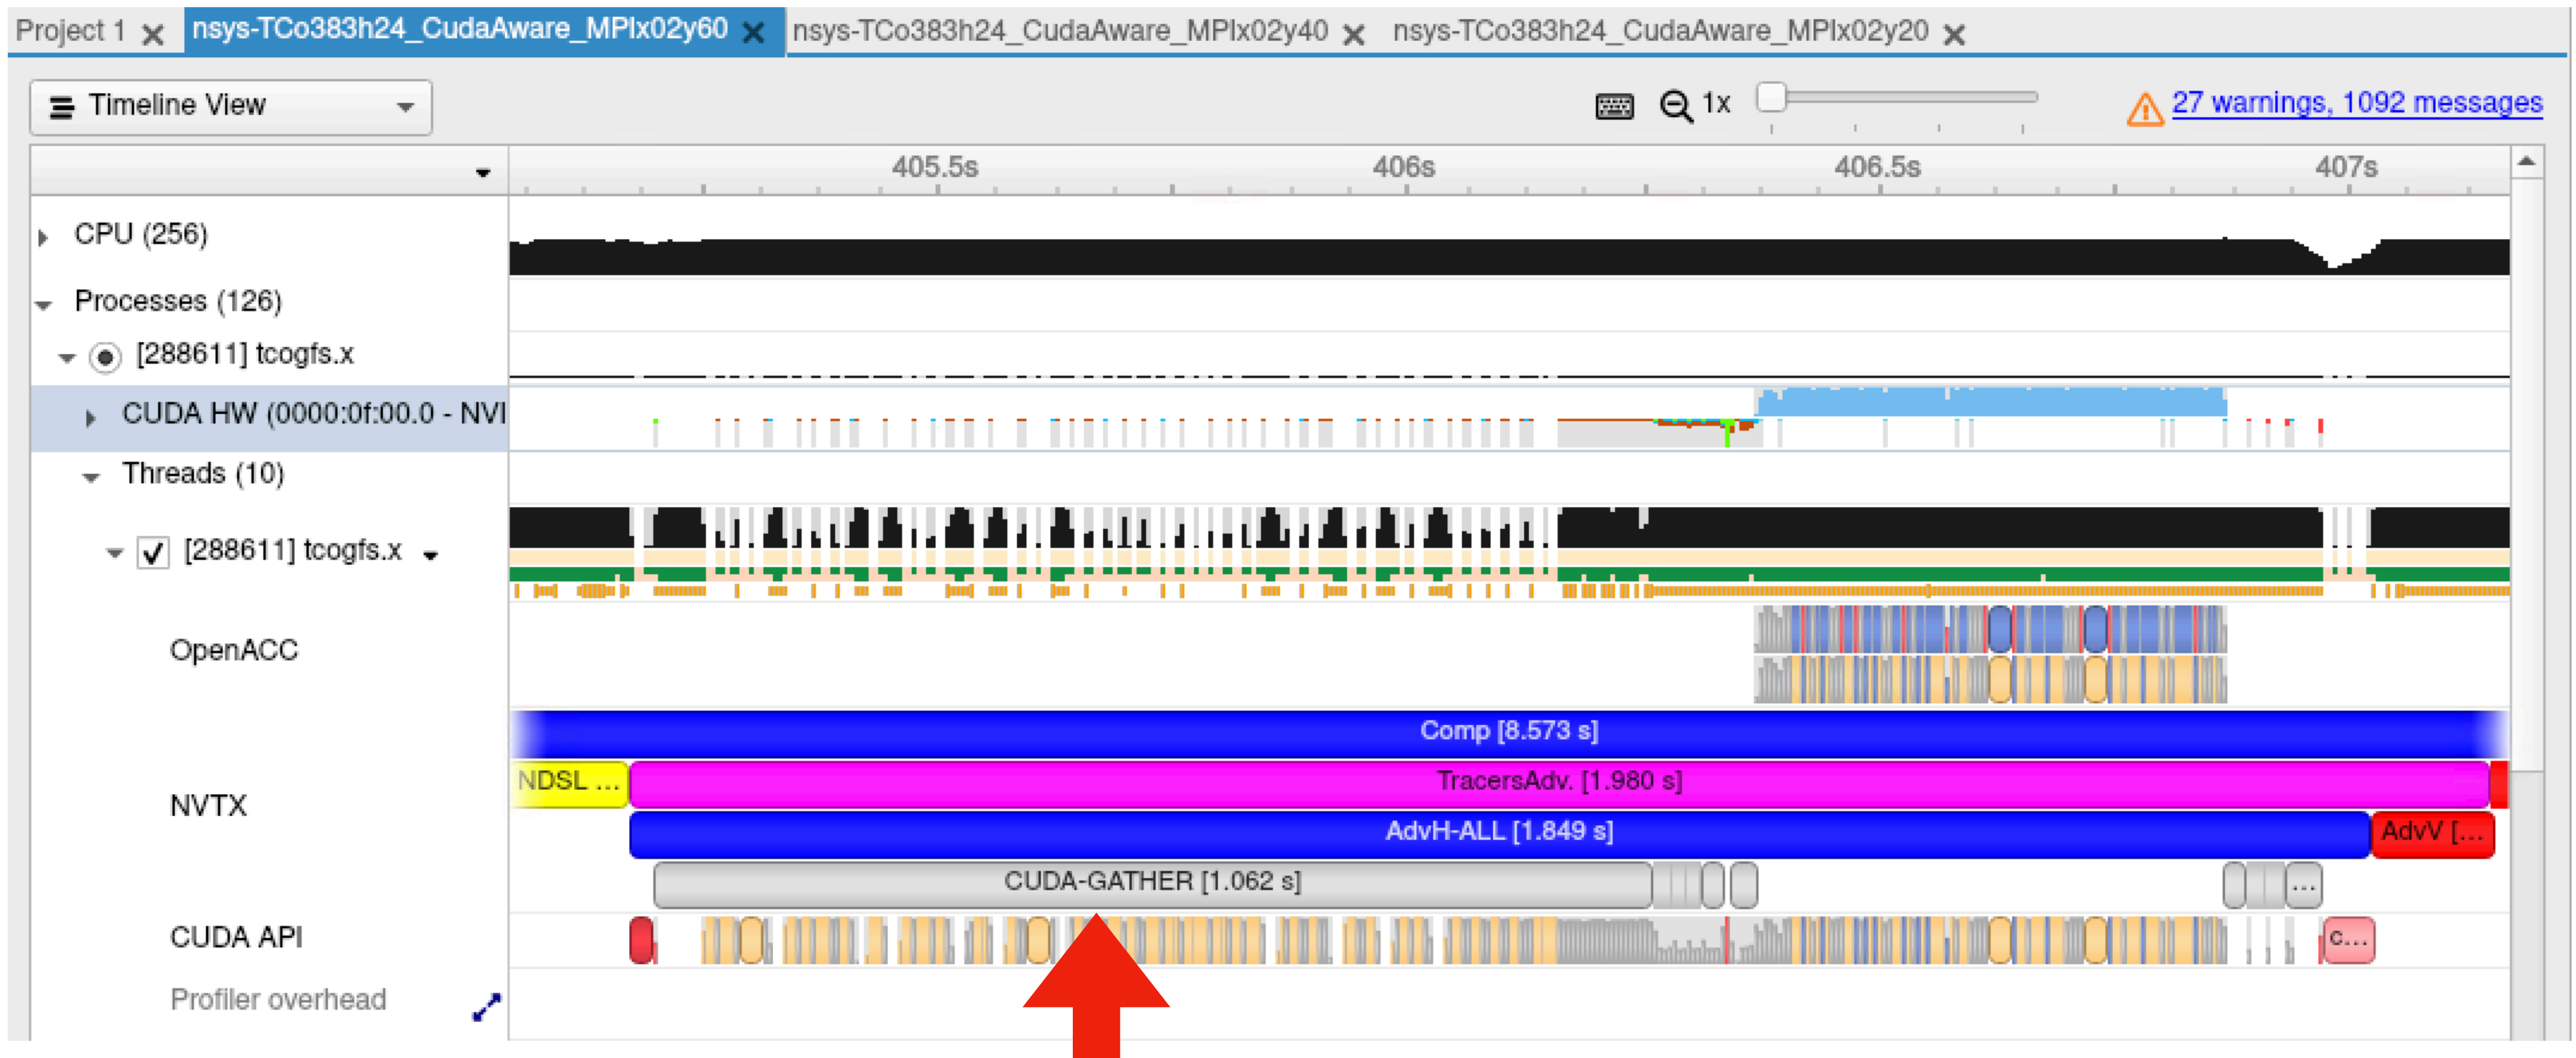 Project 1 nsys-TCo383h24_CudaAware_MPIx02y60 nsys-TCo383h24_CudaAware_MPIx02y40 nsys-TCo383h24_CudaAware_MPIx02y20
Timeline View 1x 27 warnings, 1092 messages
405.5s 406s 406.5s 407s
CPU (256)
Processes (126)
[288611] tcogfs.x
CUDA HW (0000:0f:00.0 - NVI
Threads (10)
[288611] tcogfs.x
OpenACC
Comp [8.573 s]
NDSL ... TracersAdv. [1.980 s]
NVTX
AdvH-ALL [1.849 s] AdvV [...
CUDA-GATHER [1.062 s] ...
CUDA API c...
Profiler overhead